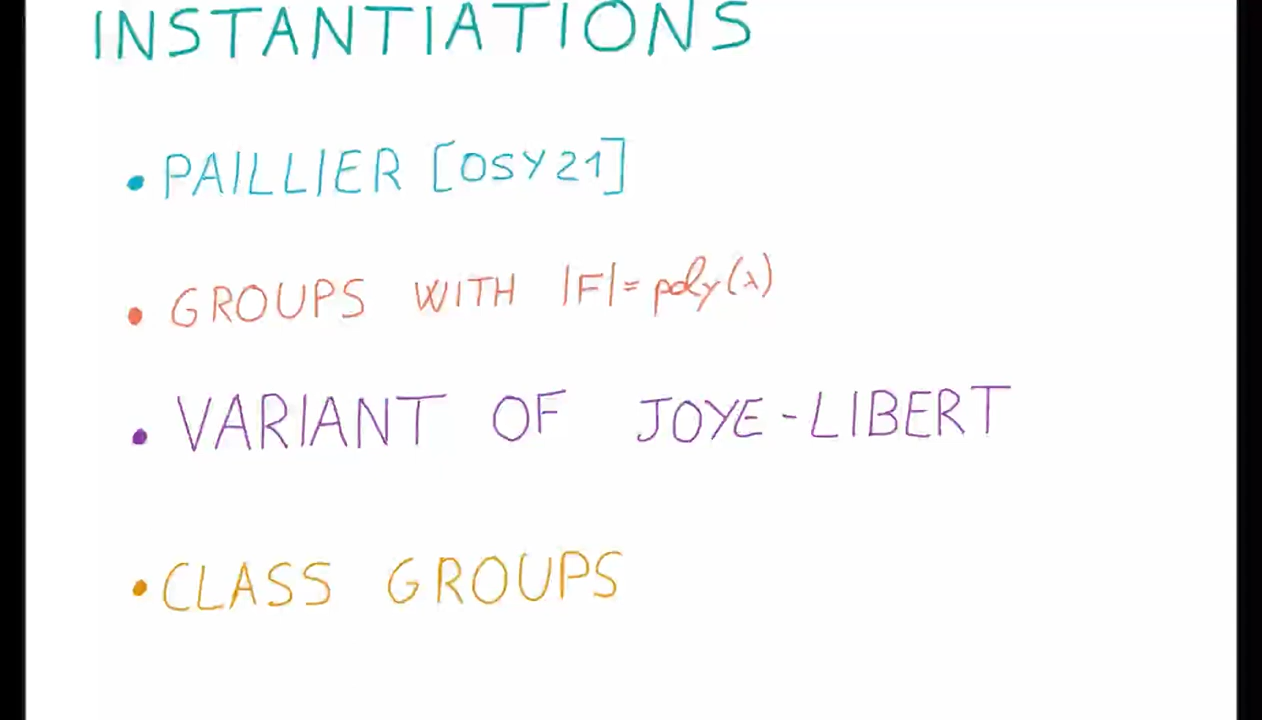 INSTANTIATIONS
• PAILLIER [OSY21]
• GROUPS WITH |F|= poly(λ)
• VARIANT OF JOYE-LIBERT
• CLASS GROUPS